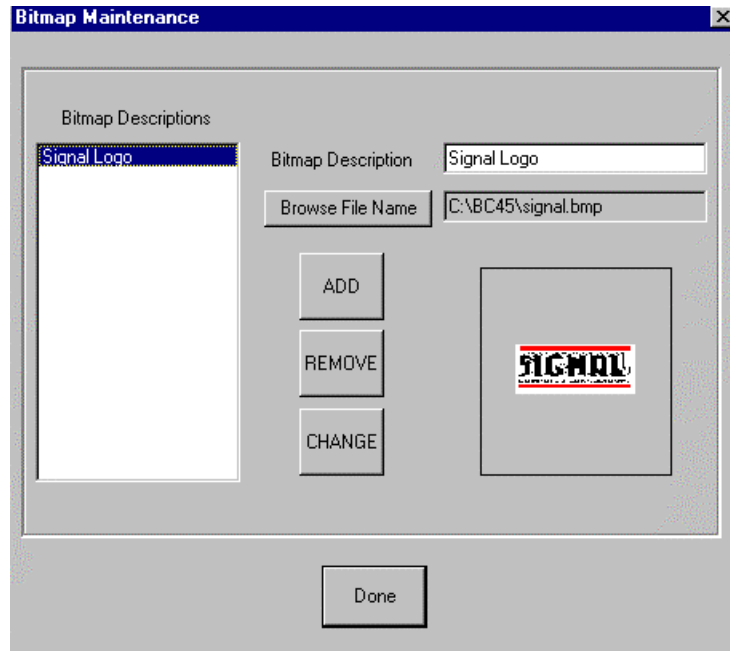 Bitmap Maintenance
Bitmap Descriptions
Signal Logo
Bitmap Description
Signal Logo
Browse File Name
C:\BC45\signal.bmp
ADD
REMOVE
CHANGE
SIGNAL
Done